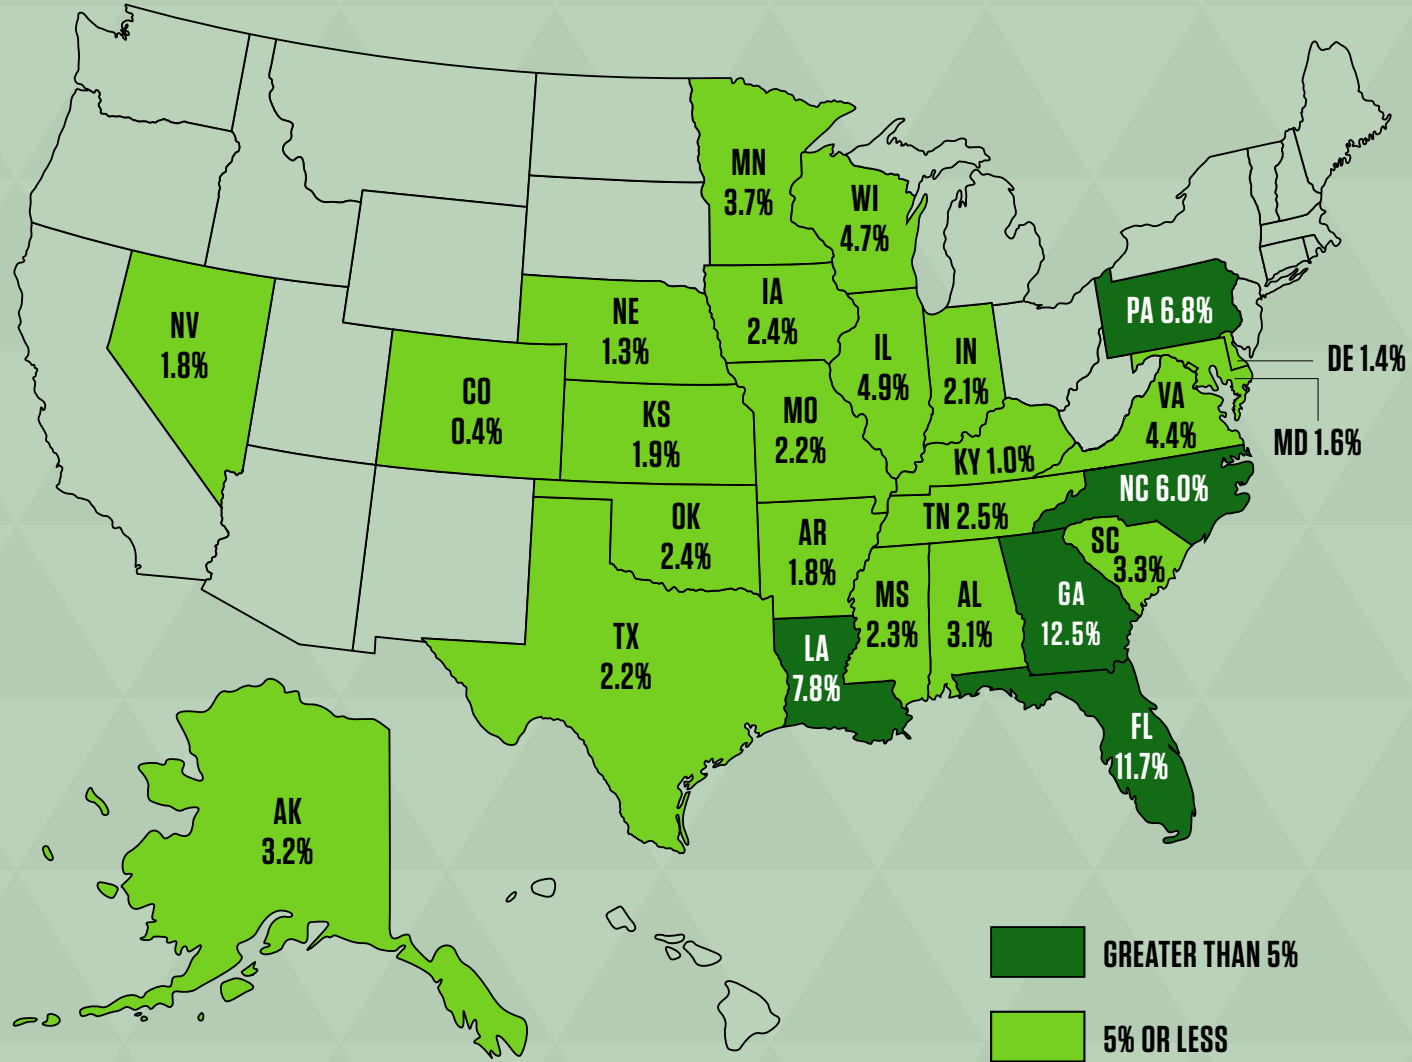 MN
3.7%
WI
4.7%
NV
1.8%
NE
1.3%
IA
2.4%
PA 6.8%
IL
4.9%
IN
2.1%
DE 1.4%
CO
0.4%
KS
1.9%
MO
2.2%
VA
4.4%
MD 1.6%
KY 1.0%
NC 6.0%
OK
2.4%
AR
1.8%
TN 2.5%
SC
3.3%
TX
2.2%
LA
7.8%
MS
2.3%
AL
3.1%
GA
12.5%
FL
11.7%
AK
3.2%
GREATER THAN 5%
5% OR LESS